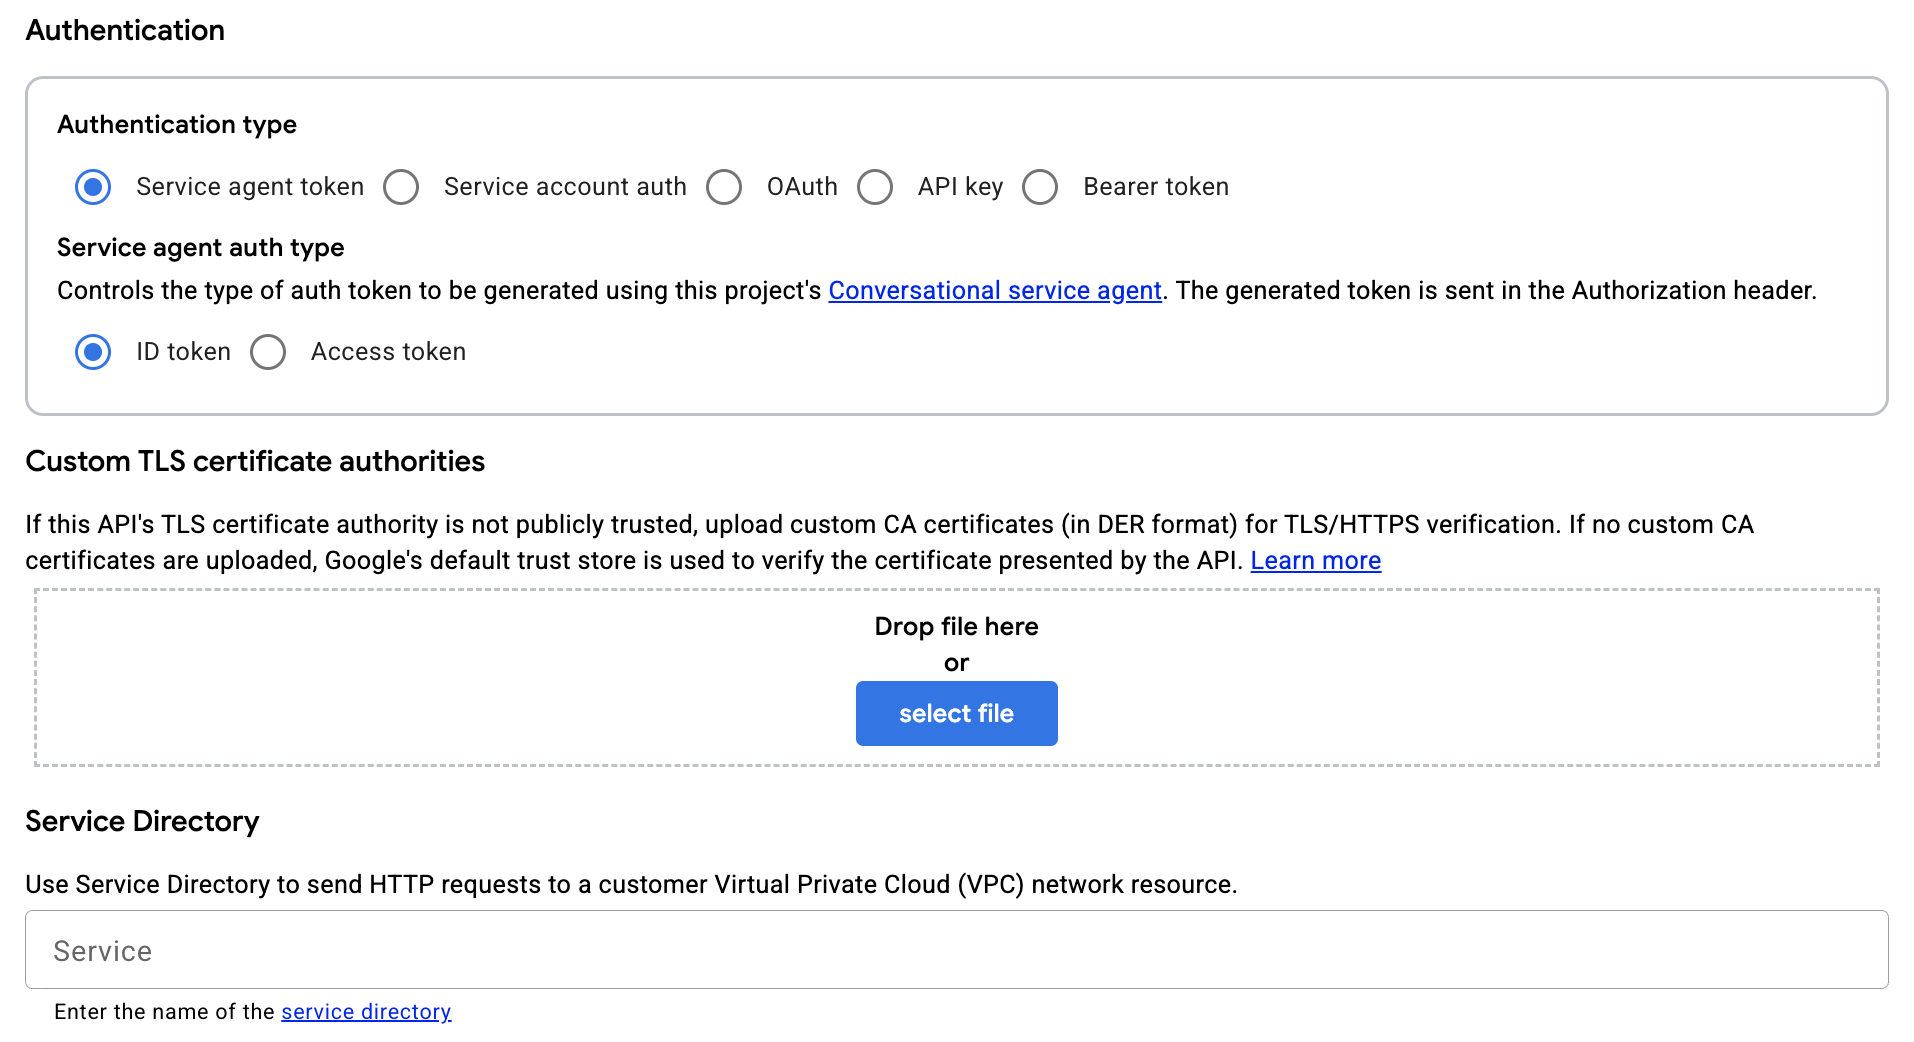 Authentication
Authentication type
Service agent token Service account auth OAuth API key Bearer token
Service agent auth type
Controls the type of auth token to be generated using this project's Conversational service agent. The generated token is sent in the Authorization header.
ID token Access token
Custom TLS certificate authorities
If this API's TLS certificate authority is not publicly trusted, upload custom CA certificates (in DER format) for TLS/HTTPS verification. If no custom CA
certificates are uploaded, Google's default trust store is used to verify the certificate presented by the API. Learn more
Drop file here
or
select file
Service Directory
Use Service Directory to send HTTP requests to a customer Virtual Private Cloud (VPC) network resource.
Service
Enter the name of the service directory